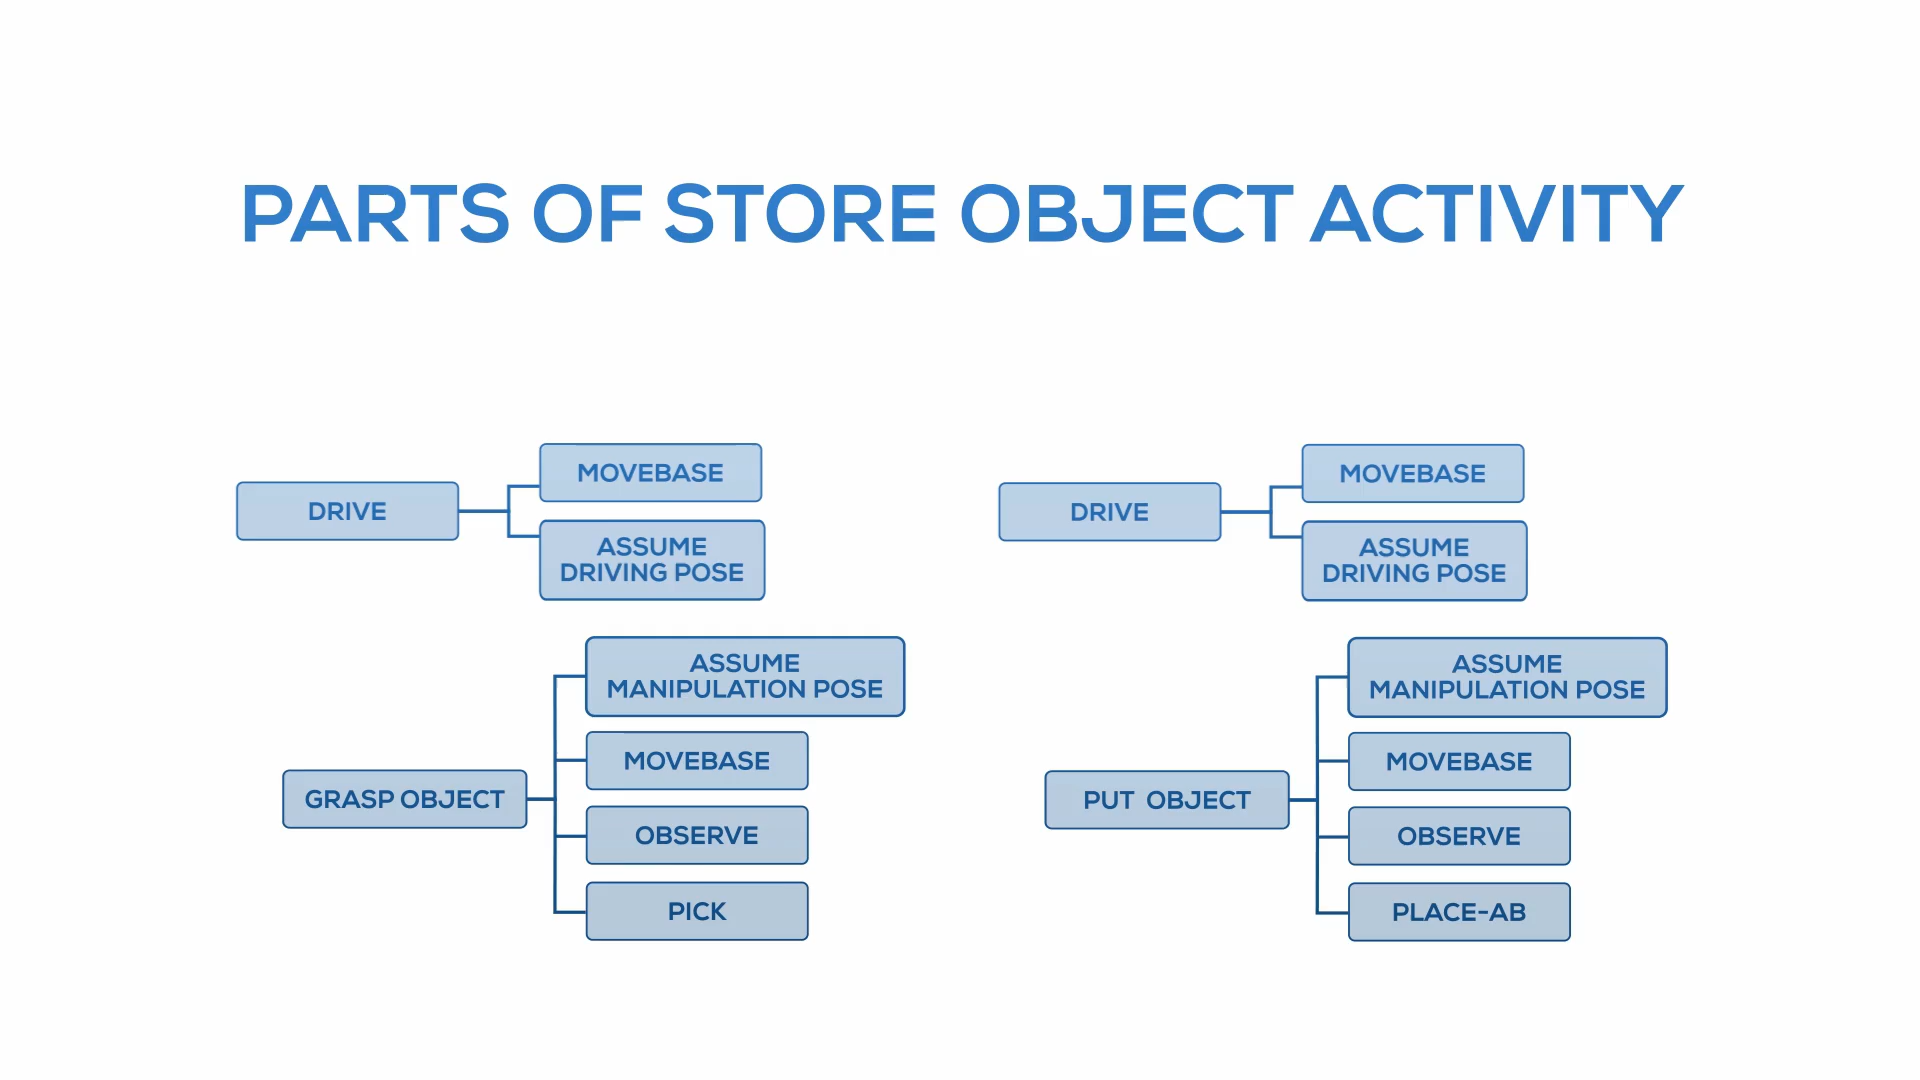 PARTS OF STORE OBJECT ACTIVITY
DRIVE
MOVEBASE
ASSUME
DRIVING POSE
GRASP OBJECT
ASSUME
MANIPULATION POSE
MOVEBASE
OBSERVE
PICK
DRIVE
MOVEBASE
ASSUME
DRIVING POSE
PUT OBJECT
ASSUME
MANIPULATION POSE
MOVEBASE
OBSERVE
PLACE-AB